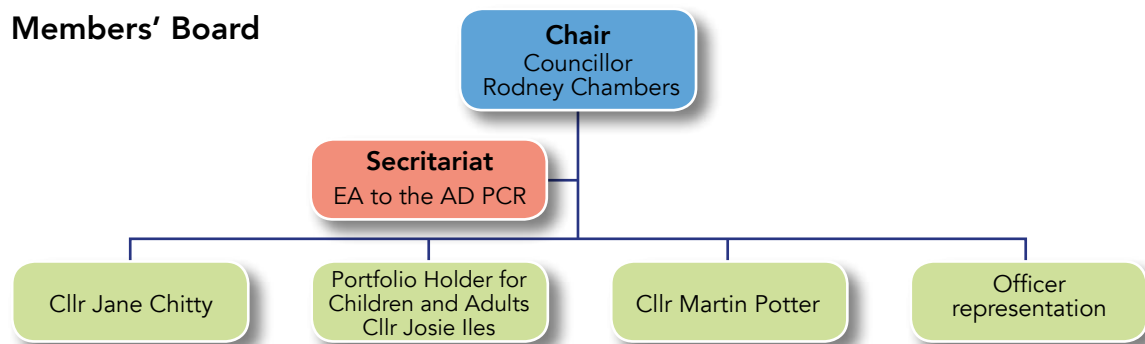 Members’ Board
Chair
Councillor
Rodney Chambers
Secritariat
EA to the AD PCR
Cllr Jane Chitty
Portfolio Holder for
Children and Adults
Cllr Josie Iles
Cllr Martin Potter
Officer
representation